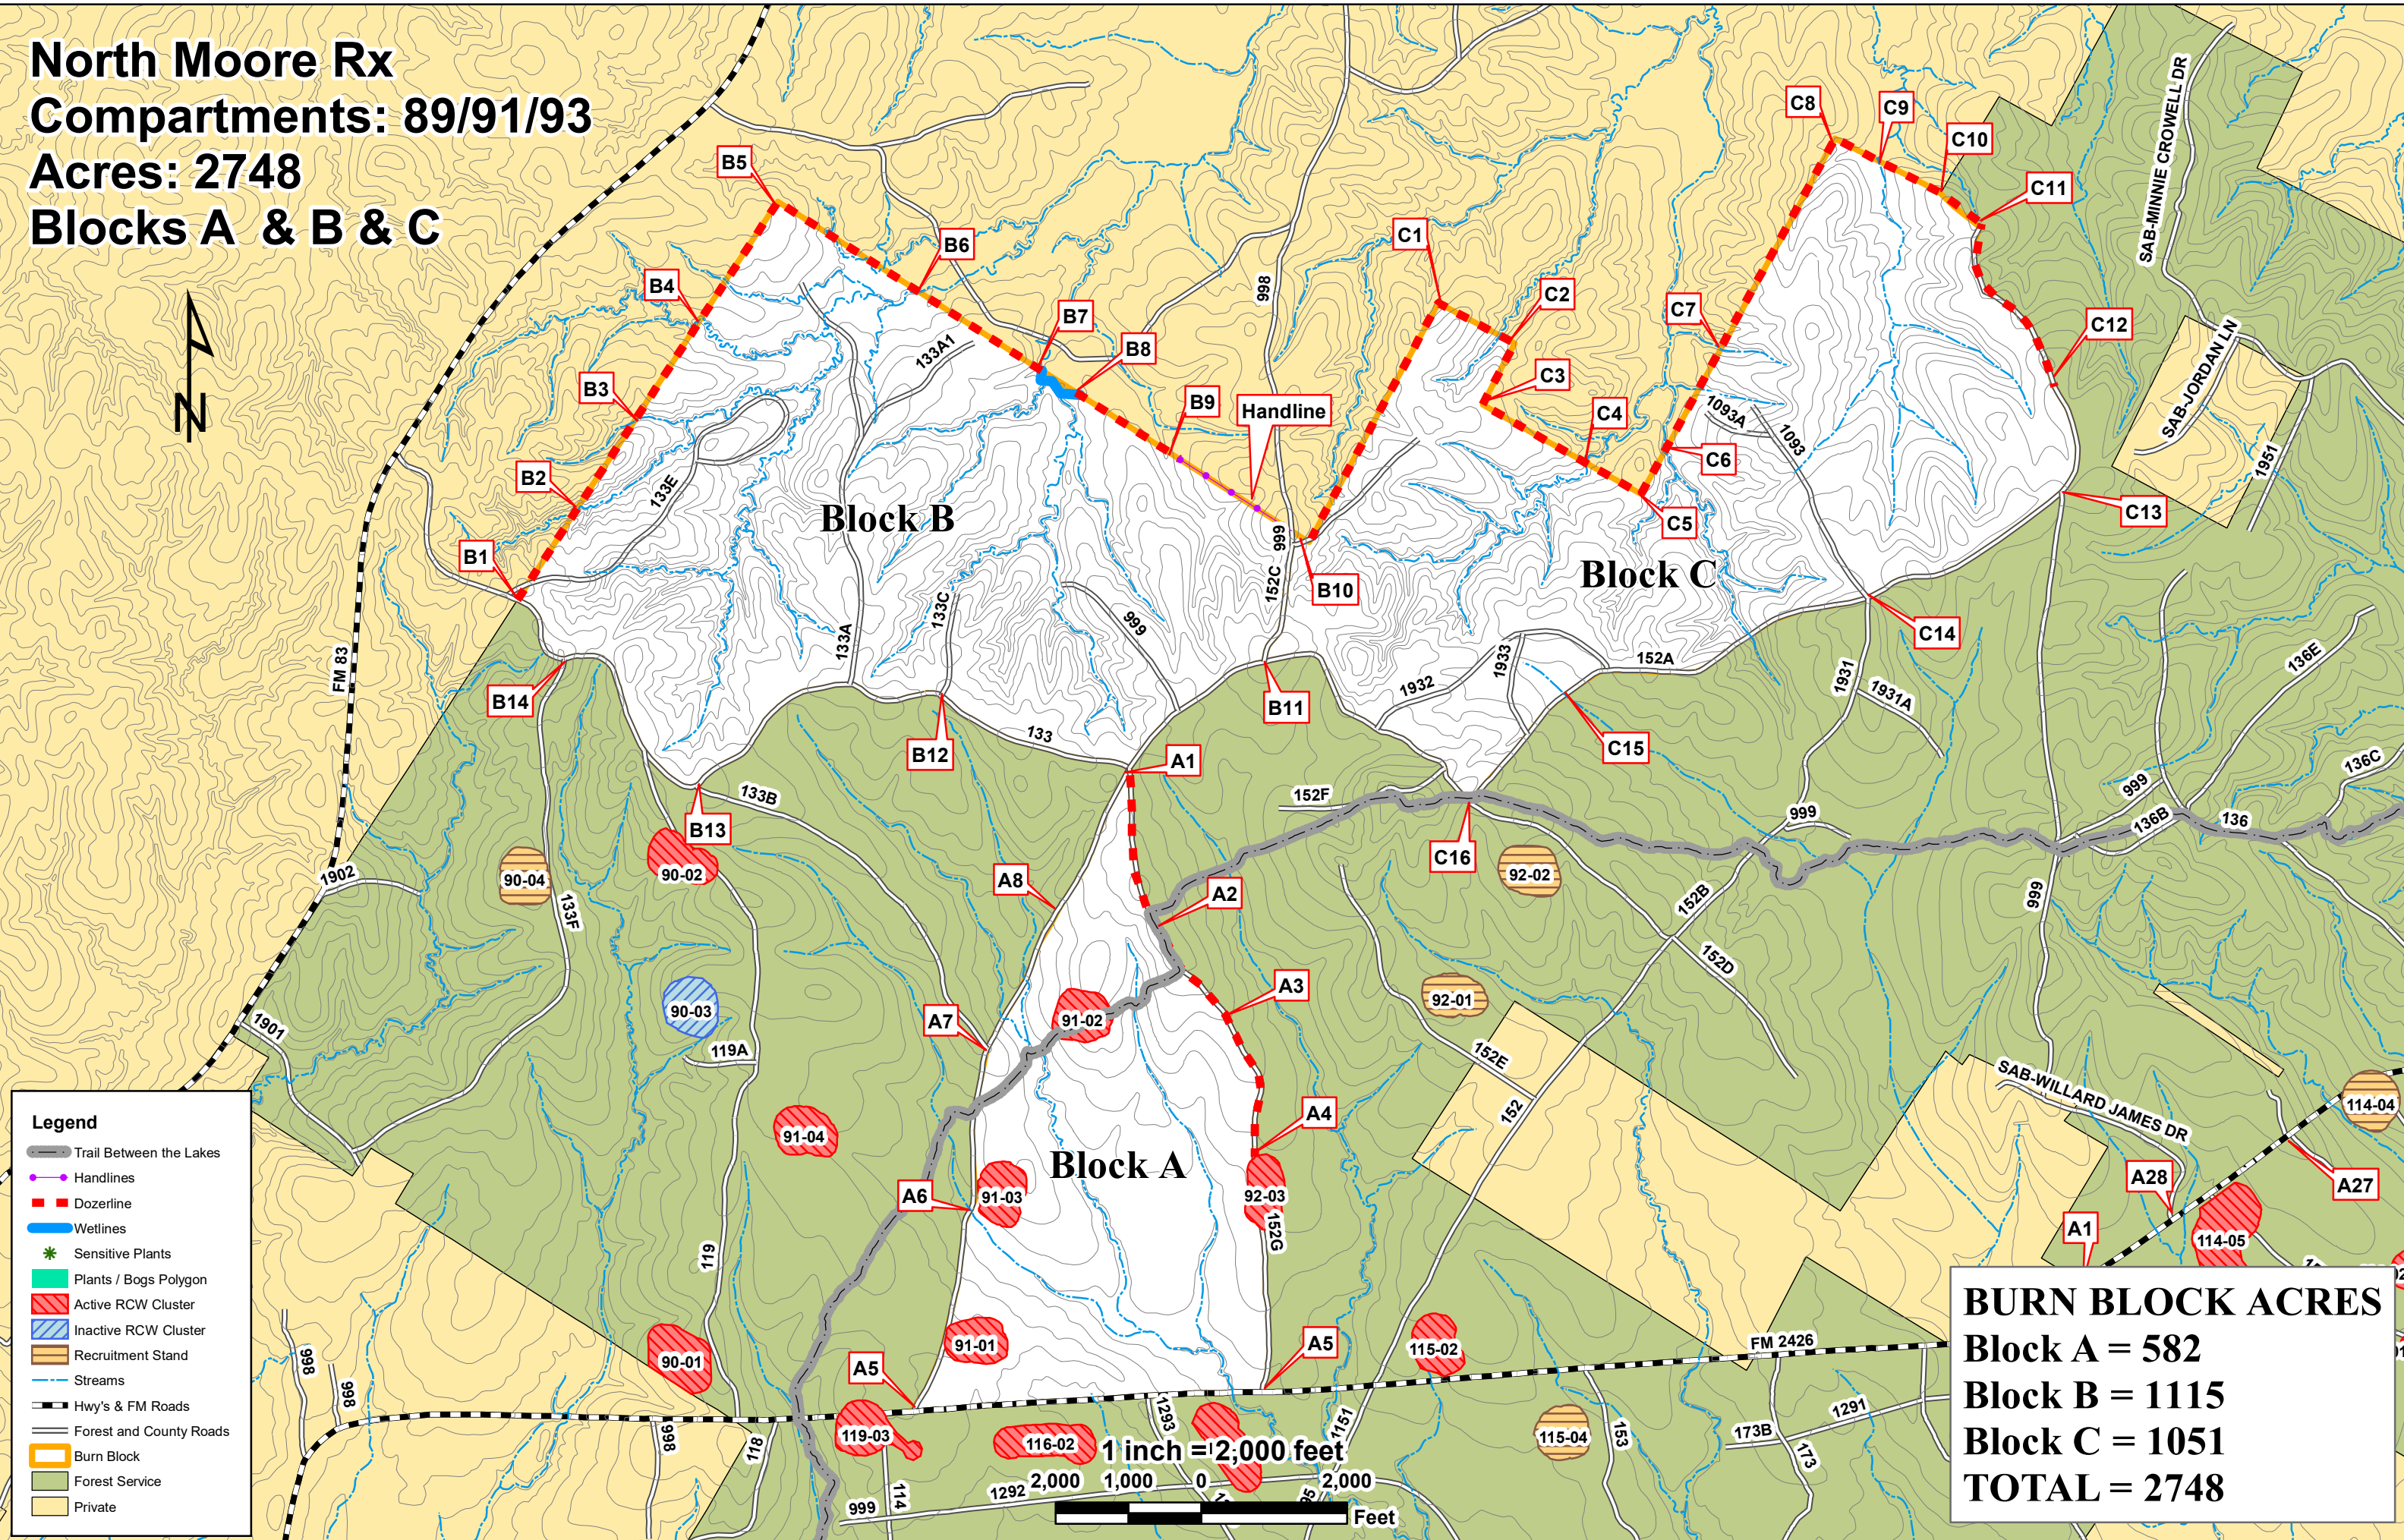 North Moore Rx
Compartments: 89/91/93
Acres: 2748
Blocks A & B & C
N
B5
B6
B4
B7
B8
B3
B9
Handline
B2
B1
B10
B14
B11
B12
B13
C8
C9
C10
C11
C1
C2
C7
C12
C3
C4
C6
C5
C13
C14
C15
C16
A1
A8
A2
A3
A7
A4
A6
A5
A5
A28
A27
A1
Block B
Block C
Block A
SAB-MINNIE CROWELL DR
SAB-JORDAN LN
1951
998
133A1
133E
1093A
1093
999
152C
133C
133A
999
FM 83
133
1932
1933
152A
1931
1931A
136E
136C
136
136B
999
999
999
152F
133B
1902
133F
90-04
90-02
90-03
92-02
92-01
91-02
152B
152D
152E
152
1901
119A
91-04
91-03
92-03
152G
119
91-01
90-01
SAB-WILLARD JAMES DR
114-04
114-05
115-02
115-04
FM 2426
119-03
116-02
998
998
998
118
114
999
1292
1293
1151
153
173B
1291
173
1 inch = 2,000 feet
2,000 1,000 0 2,000
Feet
Legend
Trail Between the Lakes
Handlines
Dozerline
Wetlines
Sensitive Plants
Plants / Bogs Polygon
Active RCW Cluster
Inactive RCW Cluster
Recruitment Stand
Streams
Hwy's & FM Roads
Forest and County Roads
Burn Block
Forest Service
Private
BURN BLOCK ACRES
Block A = 582
Block B = 1115
Block C = 1051
TOTAL = 2748